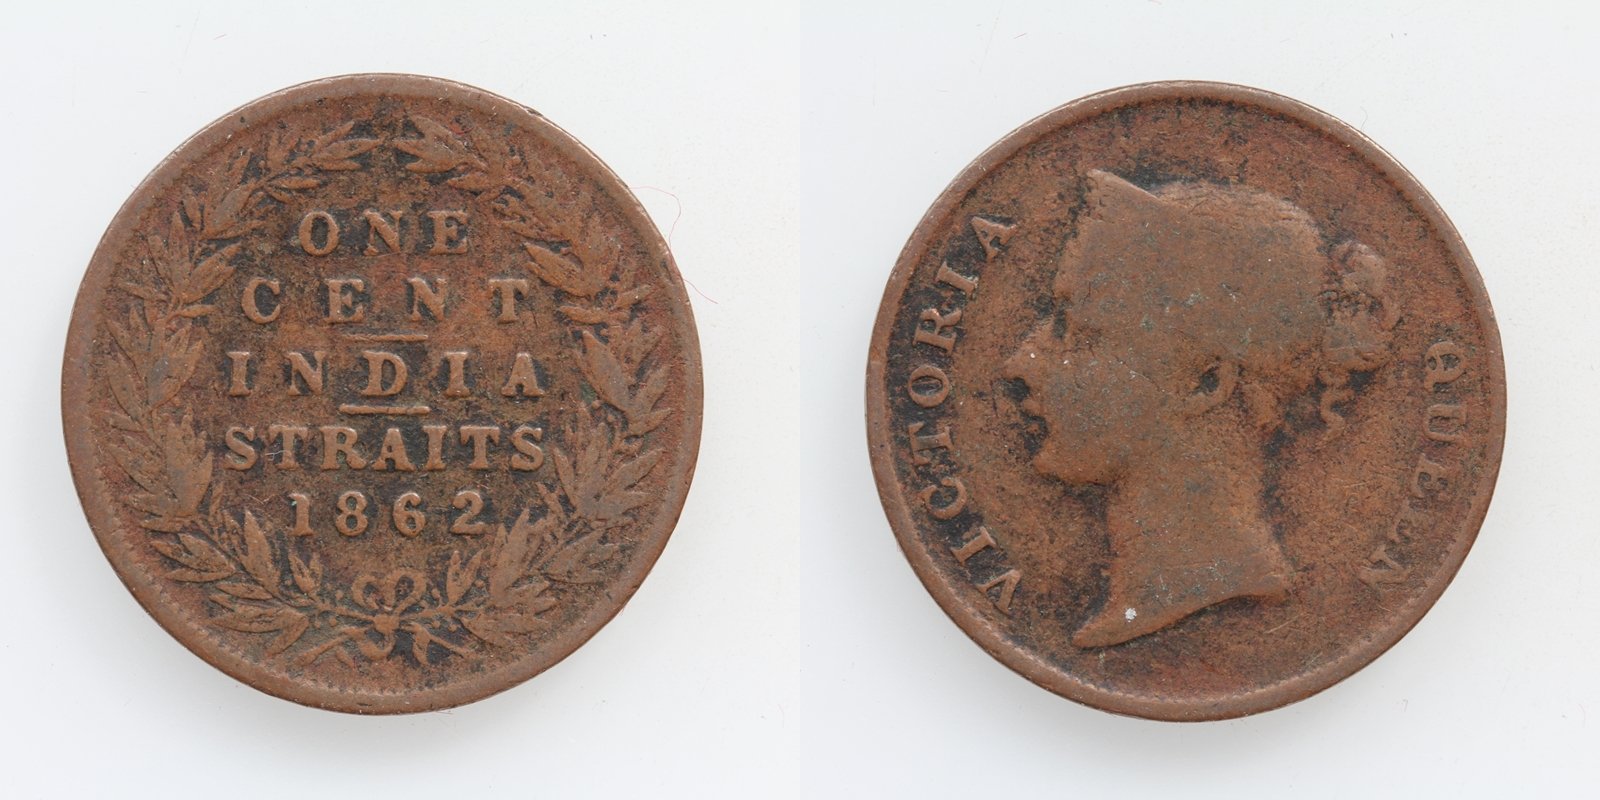 ONE
CENT
INDIA
STRAITS
1862
VICTORIA QUEEN